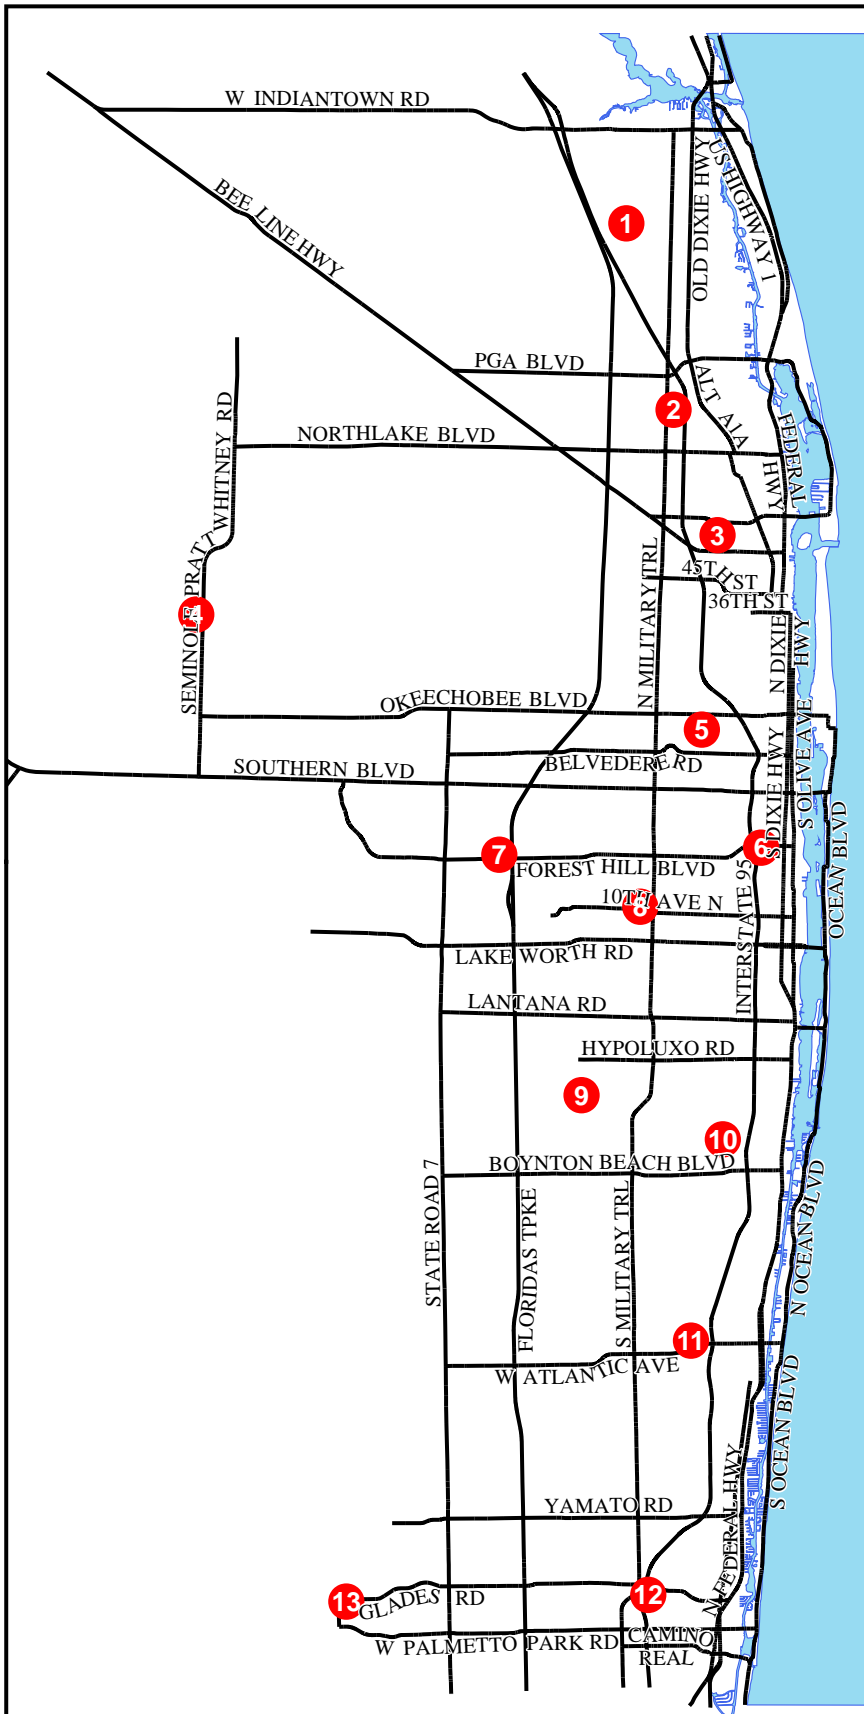 W INDIANTOWN RD
OLD DIXIE HWY
US HIGHWAY 1
BEE LINE HWY
1
PGA BLVD
ALT A1A
2
WHITNEY RD
NORTHLAKE BLVD
FEDERAL
HWY
3
SEMINOLE PRATT
45TH ST
36TH ST
4
N MILITARY TRL
N DIXIE
HWY
OKEECHOBEE BLVD
5
BELVEDERE RD
SOUTHERN BLVD
S DIXIE HWY
S OLIVE AVE
OCEAN BLVD
6
7
FOREST HILL BLVD
10TH AVE N
8
INTERSTATE 95
LAKE WORTH RD
LANTANA RD
HYPOLUXO RD
9
10
BOYNTON BEACH BLVD
STATE ROAD 7
FLORIDAS TPKE
S MILITARY TRL
N OCEAN BLVD
11
W ATLANTIC AVE
S OCEAN BLVD
YAMATO RD
N FEDERAL HWY
12
13
GLADES RD
W PALMETTO PARK RD
CAMINO
REAL